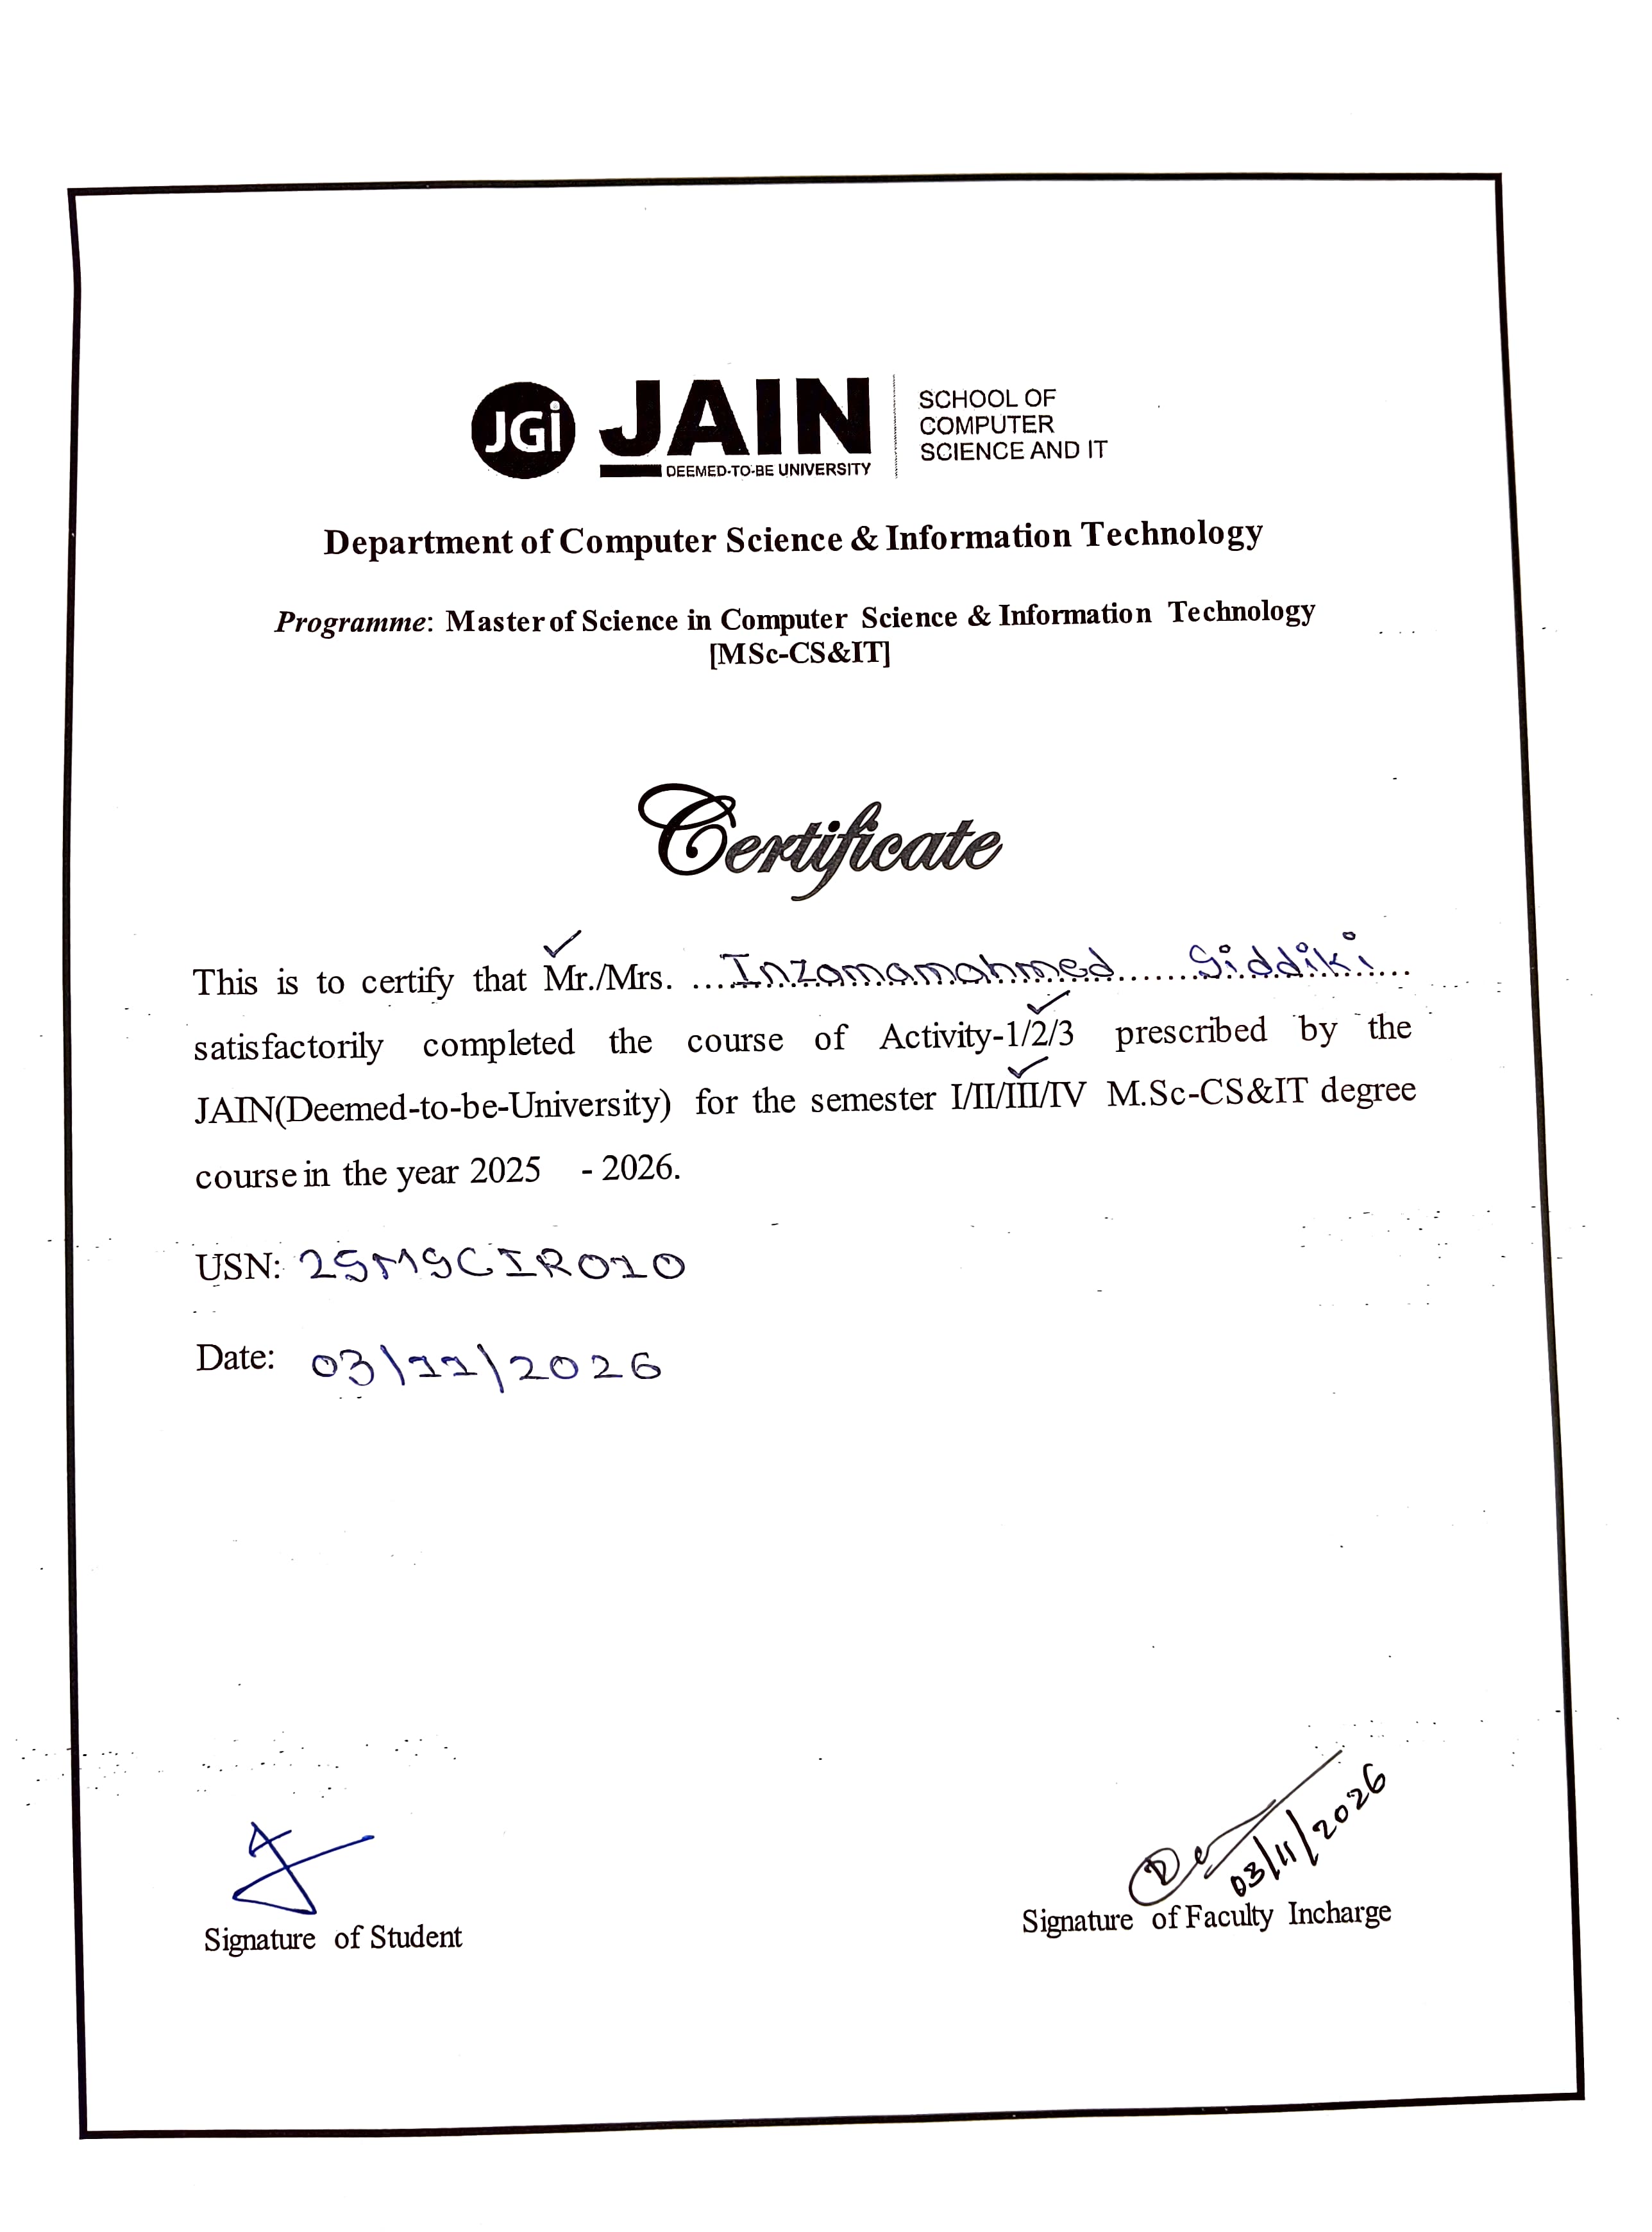 JGi JAIN DEEMED-TO-BE UNIVERSITY
SCHOOL OF
COMPUTER
SCIENCE AND IT
Department of Computer Science & Information Technology
Programme: Master of Science in Computer Science & Information Technology
[MSc-CS&IT]
Certificate
This is to certify that Mr./Mrs. ...Inzamamahmed.......Siddiki...
satisfactorily completed the course of Activity-1/2/3 prescribed by the
JAIN(Deemed-to-be-University) for the semester I/II/III/IV M.Sc-CS&IT degree
course in the year 2025 - 2026.
USN: 25MSCIR010
Date: 03\11\2026
03/11/2026
Signature of Student
Signature of Faculty Incharge